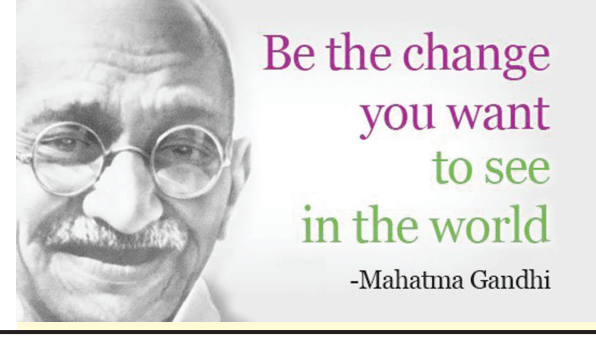 Be the change
you want
to see
in the world
-Mahatma Gandhi